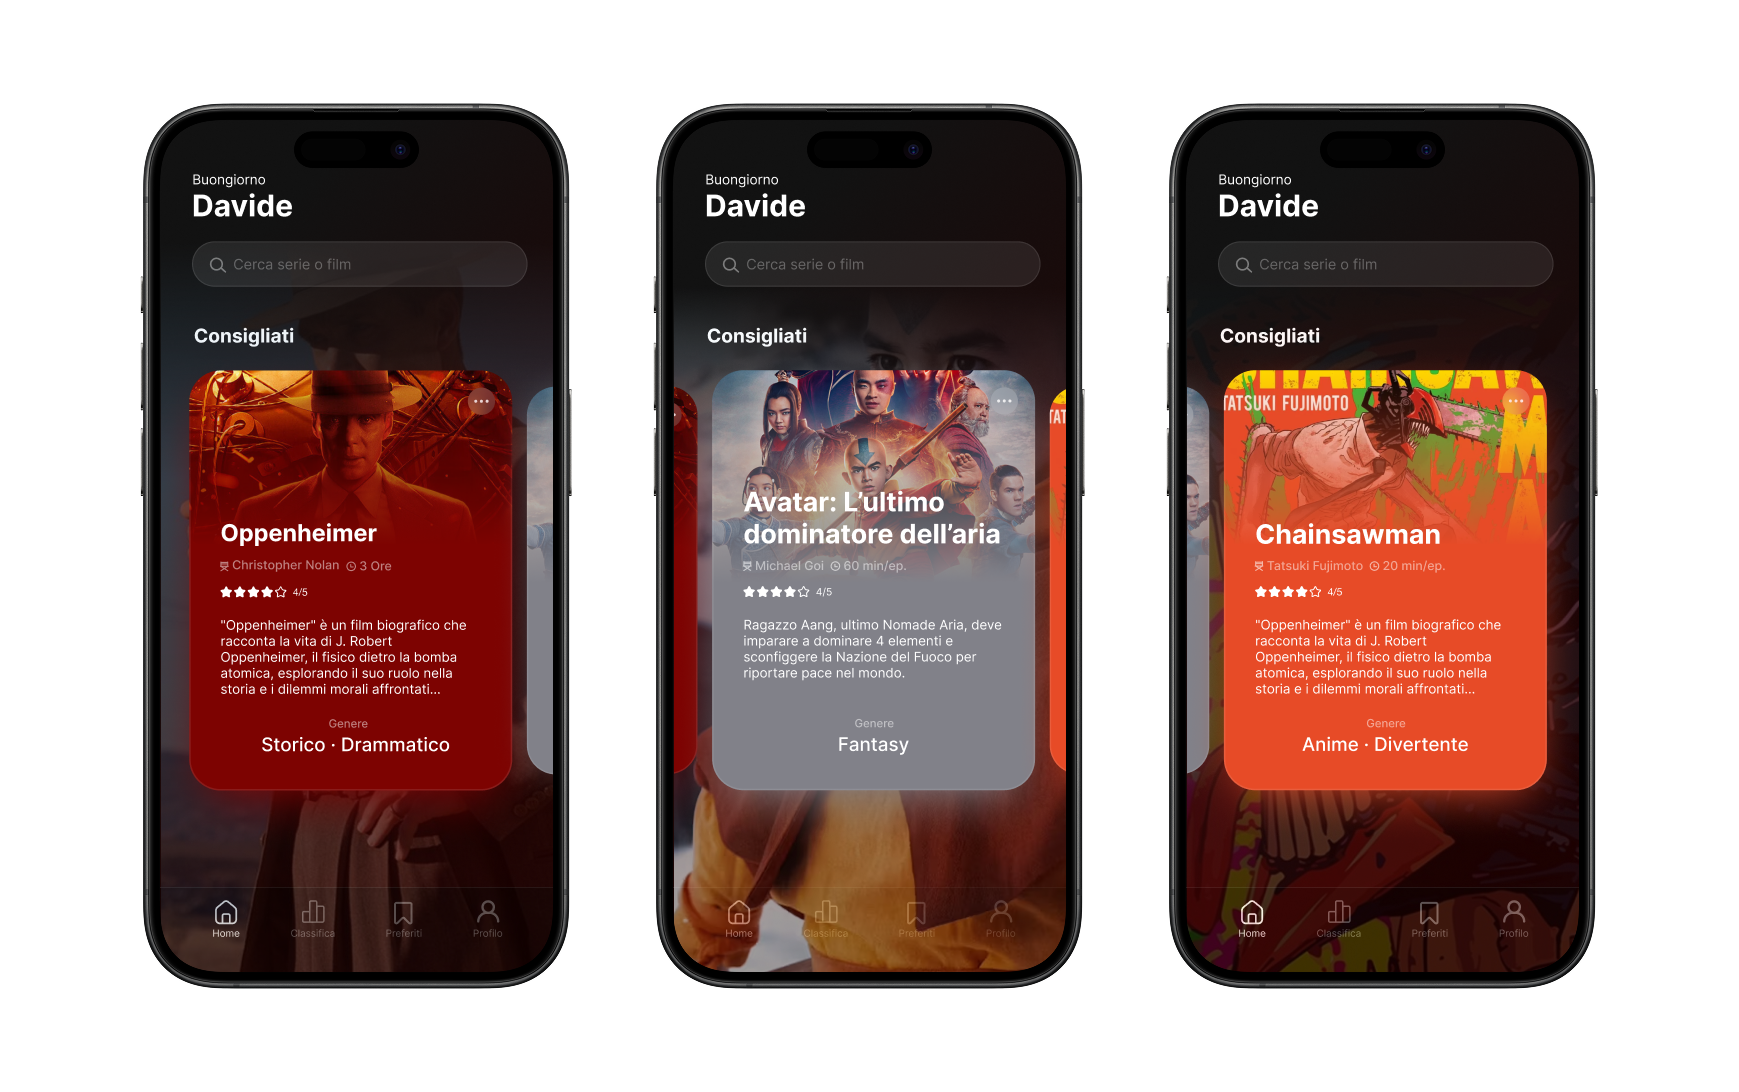 Buongiorno
Davide
Cerca serie o film
Consigliati
Oppenheimer
Christopher Nolan 3 Ore
4/5
"Oppenheimer" è un film biografico che
racconta la vita di J. Robert
Oppenheimer, il fisico dietro la bomba
atomica, esplorando il suo ruolo nella
storia e i dilemmi morali affrontati...
Genere
Storico · Drammatico
Home
Classifica
Preferiti
Profilo
Buongiorno
Davide
Cerca serie o film
Consigliati
TAT
Avatar: L’ultimo
dominatore dell’aria
Michael Goi 60 min/ep.
4/5
Ragazzo Aang, ultimo Nomade Aria, deve
imparare a dominare 4 elementi e
sconfiggere la Nazione del Fuoco per
riportare pace nel mondo.
Genere
Fantasy
Home
Classifica
Preferiti
Profilo
Buongiorno
Davide
Cerca serie o film
Consigliati
TATSUKI FUJIMOTO
Chainsawman
Tatsuki Fujimoto 20 min/ep.
4/5
"Oppenheimer" è un film biografico che
racconta la vita di J. Robert
Oppenheimer, il fisico dietro la bomba
atomica, esplorando il suo ruolo nella
storia e i dilemmi morali affrontati...
Genere
Anime · Divertente
Home
Classifica
Preferiti
Profilo